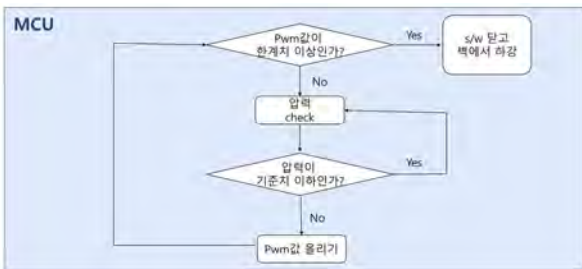 MCU
Pwm값이
한계치 이상인가?
Yes
s/w 닫고
벽에서 하강
No
압력
check
압력이
기준치 이하인가?
Yes
No
Pwm값 올리기